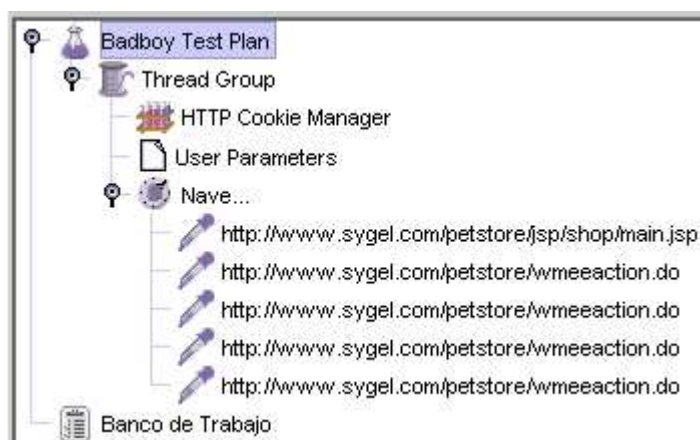 Badboy Test Plan
Thread Group
HTTP Cookie Manager
User Parameters
Nave...
http://www.sygel.com/petstore/jsp/shop/main.jsp
http://www.sygel.com/petstore/wmeeaction.do
http://www.sygel.com/petstore/wmeeaction.do
http://www.sygel.com/petstore/wmeeaction.do
http://www.sygel.com/petstore/wmeeaction.do
Banco de Trabajo